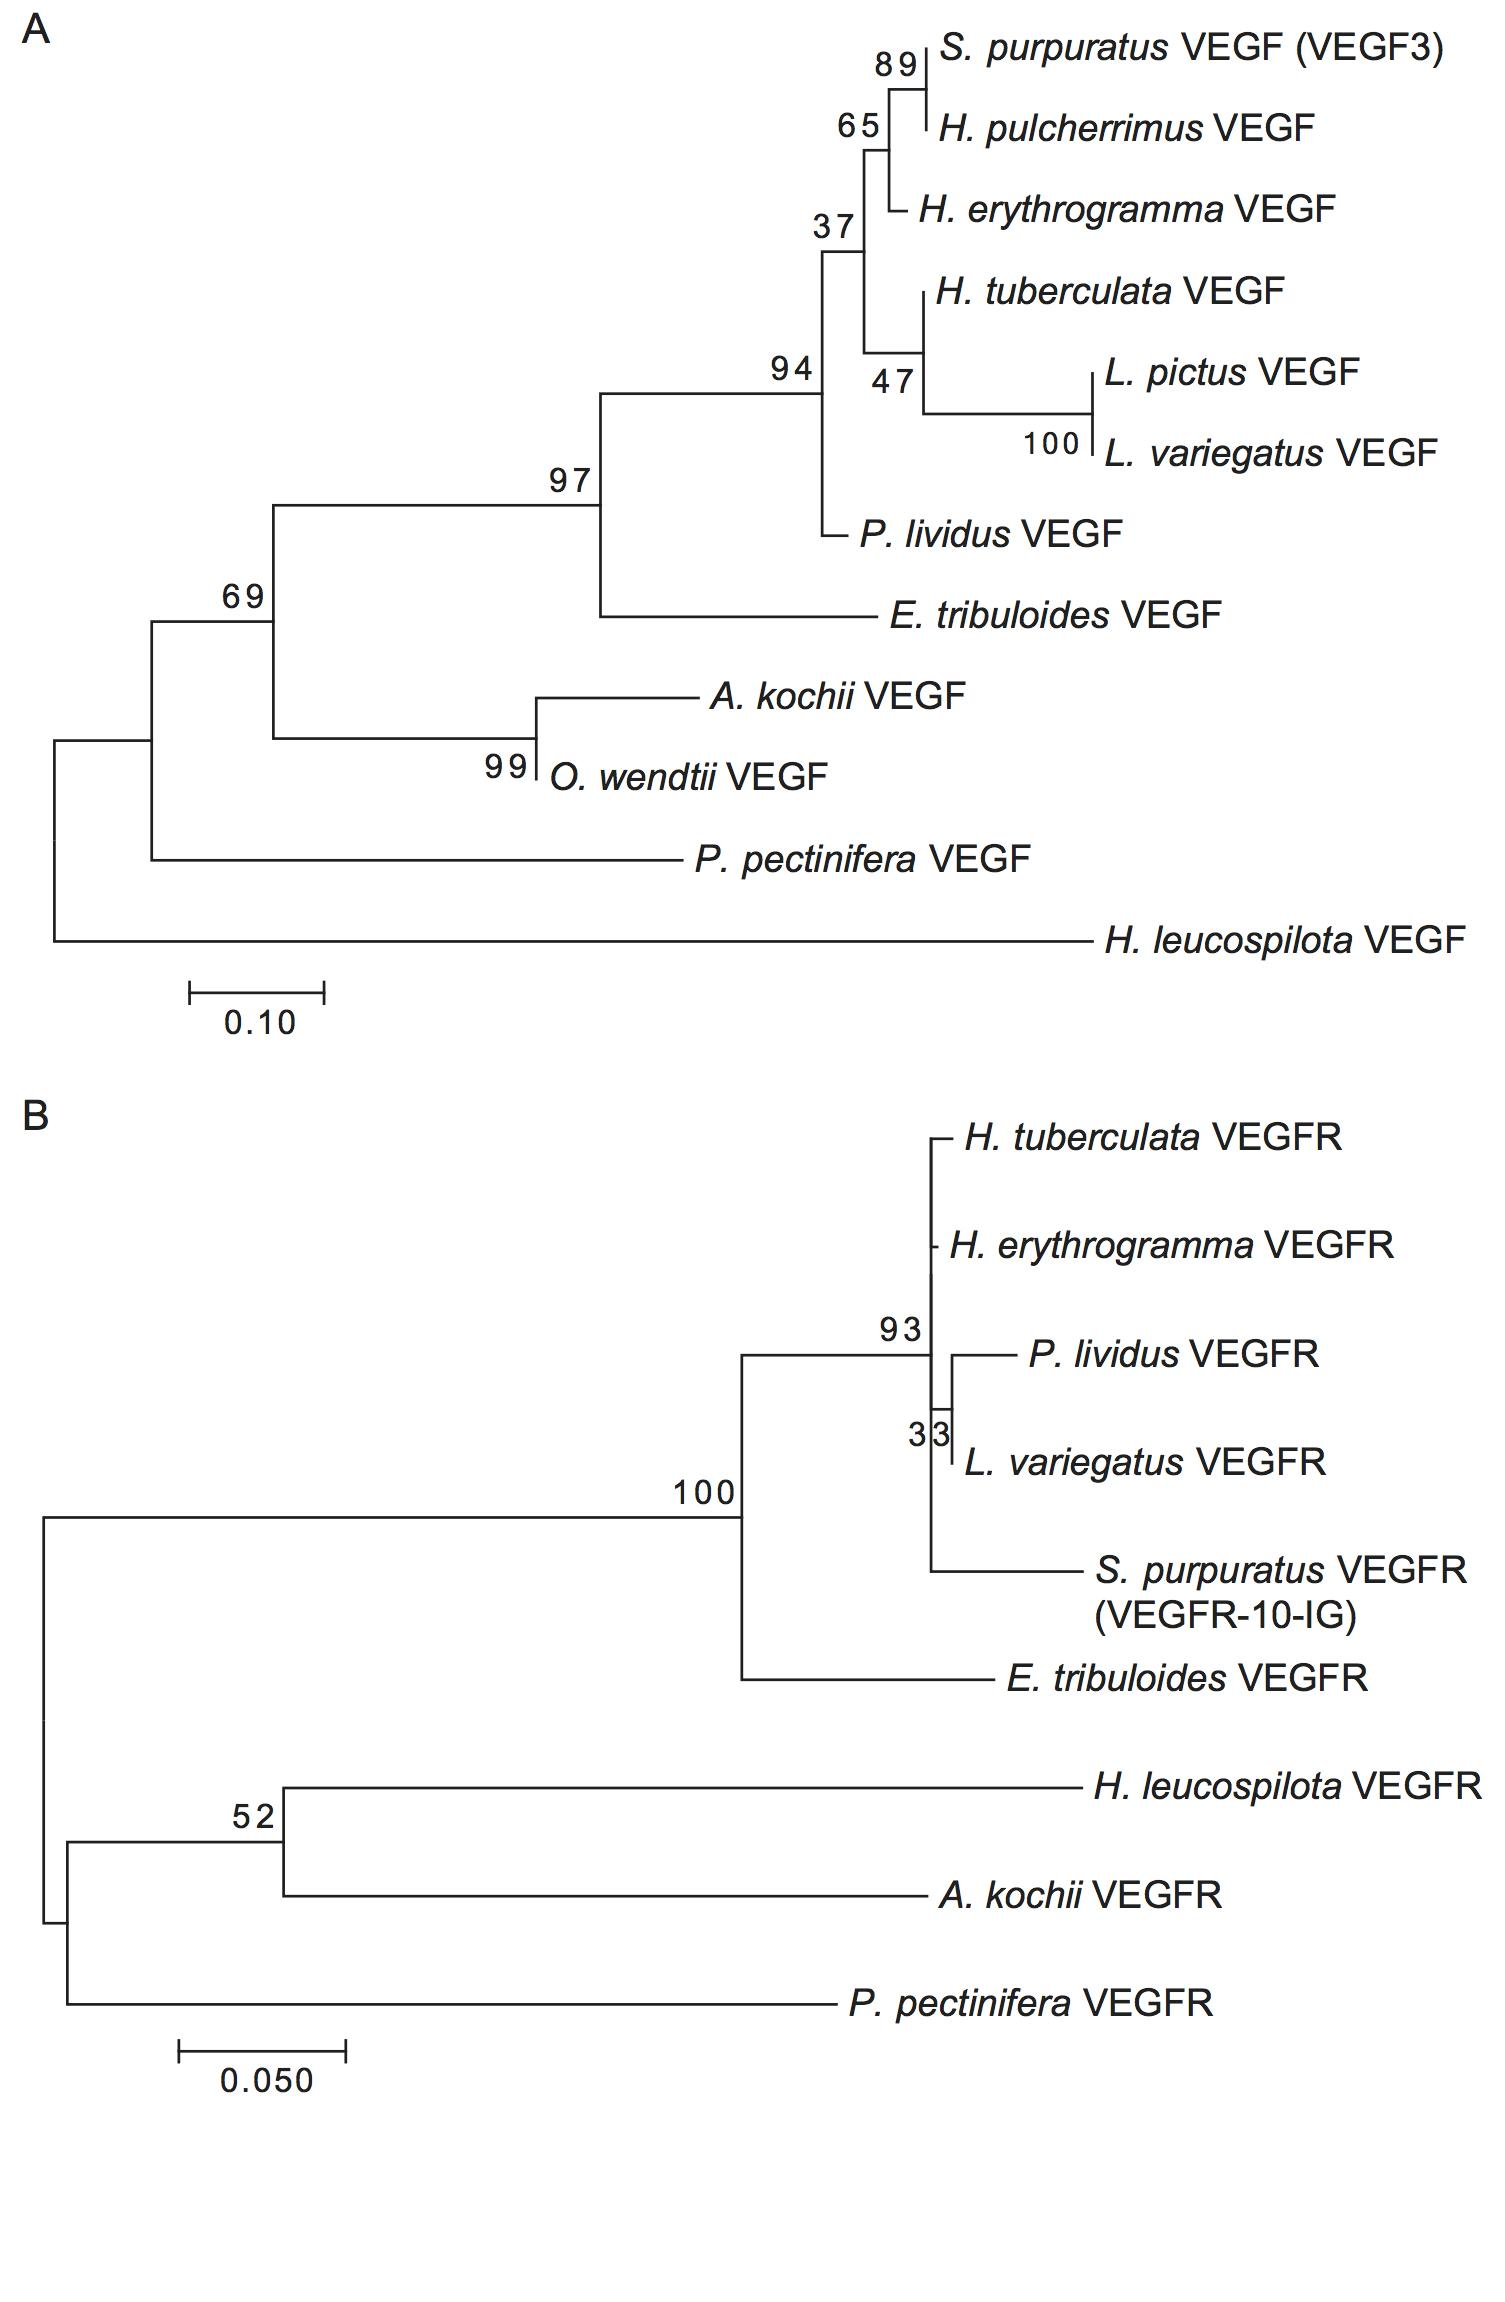 A
S. purpuratus VEGF (VEGF3)
89
H. pulcherrimus VEGF
65
H. erythrogramma VEGF
37
H. tuberculata VEGF
94
47
L. pictus VEGF
100
L. variegatus VEGF
97
P. lividus VEGF
69
E. tribuloides VEGF
A. kochii VEGF
99
O. wendtii VEGF
P. pectinifera VEGF
H. leucospilota VEGF
0.10
B
H. tuberculata VEGFR
H. erythrogramma VEGFR
93
P. lividus VEGFR
33
L. variegatus VEGFR
100
S. purpuratus VEGFR
(VEGFR-10-IG)
E. tribuloides VEGFR
H. leucospilota VEGFR
52
A. kochii VEGFR
P. pectinifera VEGFR
0.050